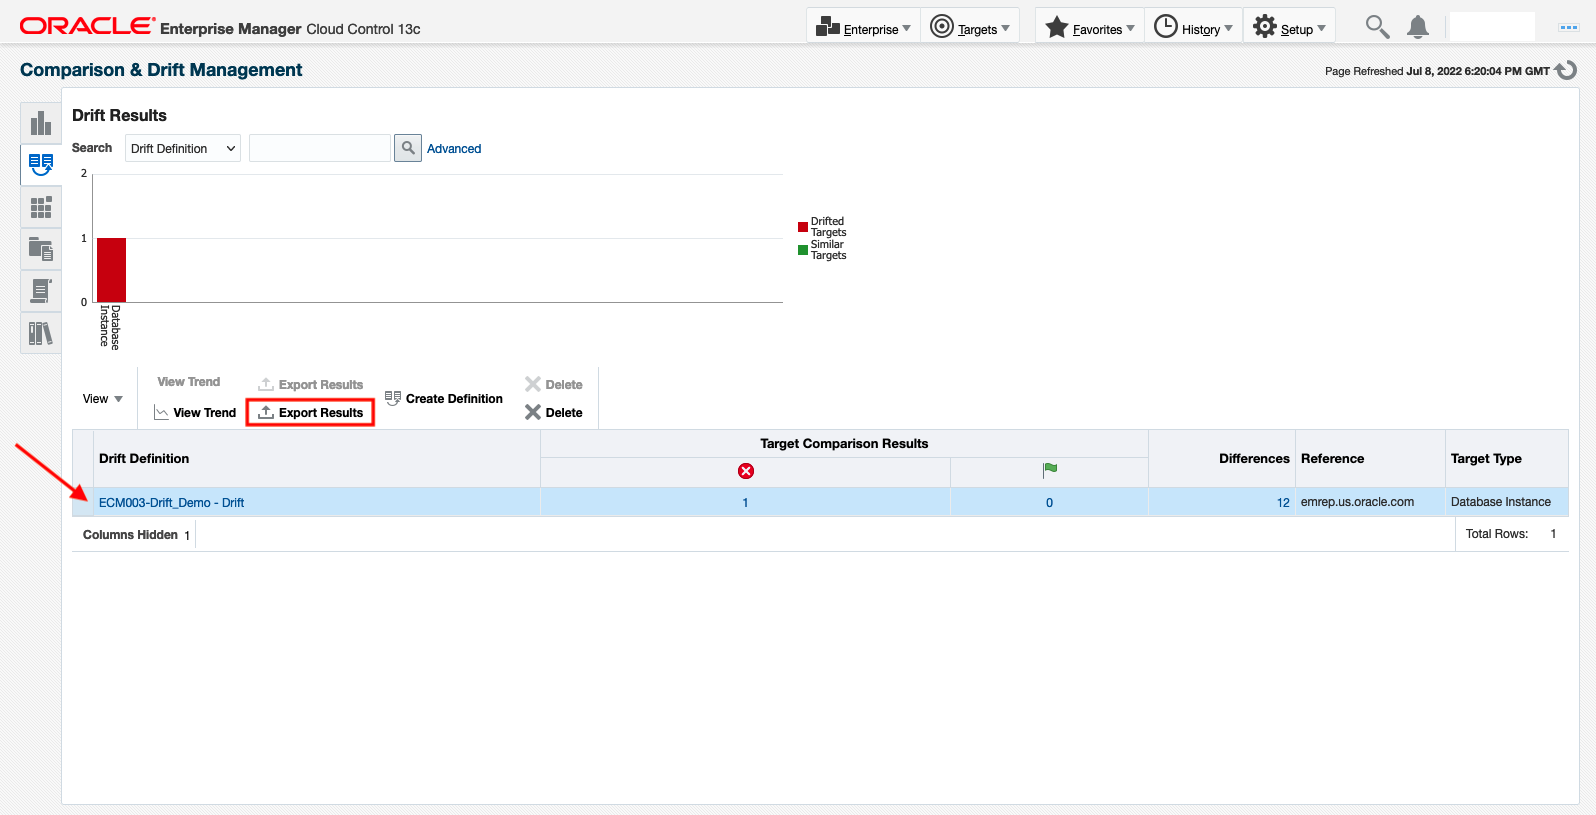 ORACLE Enterprise Manager Cloud Control 13c
Enterprise
Targets
Favorites
History
Setup
Comparison & Drift Management
Page Refreshed Jul 8, 2022 6:20:04 PM GMT
Drift Results
Search
Drift Definition
Advanced
2
1
0
Database
Instance
Drifted
Targets
Similar
Targets
View
View Trend
Export Results
Delete
View Trend
Export Results
Create Definition
Delete
Drift Definition
Target Comparison Results
Differences
Reference
Target Type
ECM003-Drift_Demo - Drift
1
0
12
emrep.us.oracle.com
Database Instance
Columns Hidden 1
Total Rows: 1